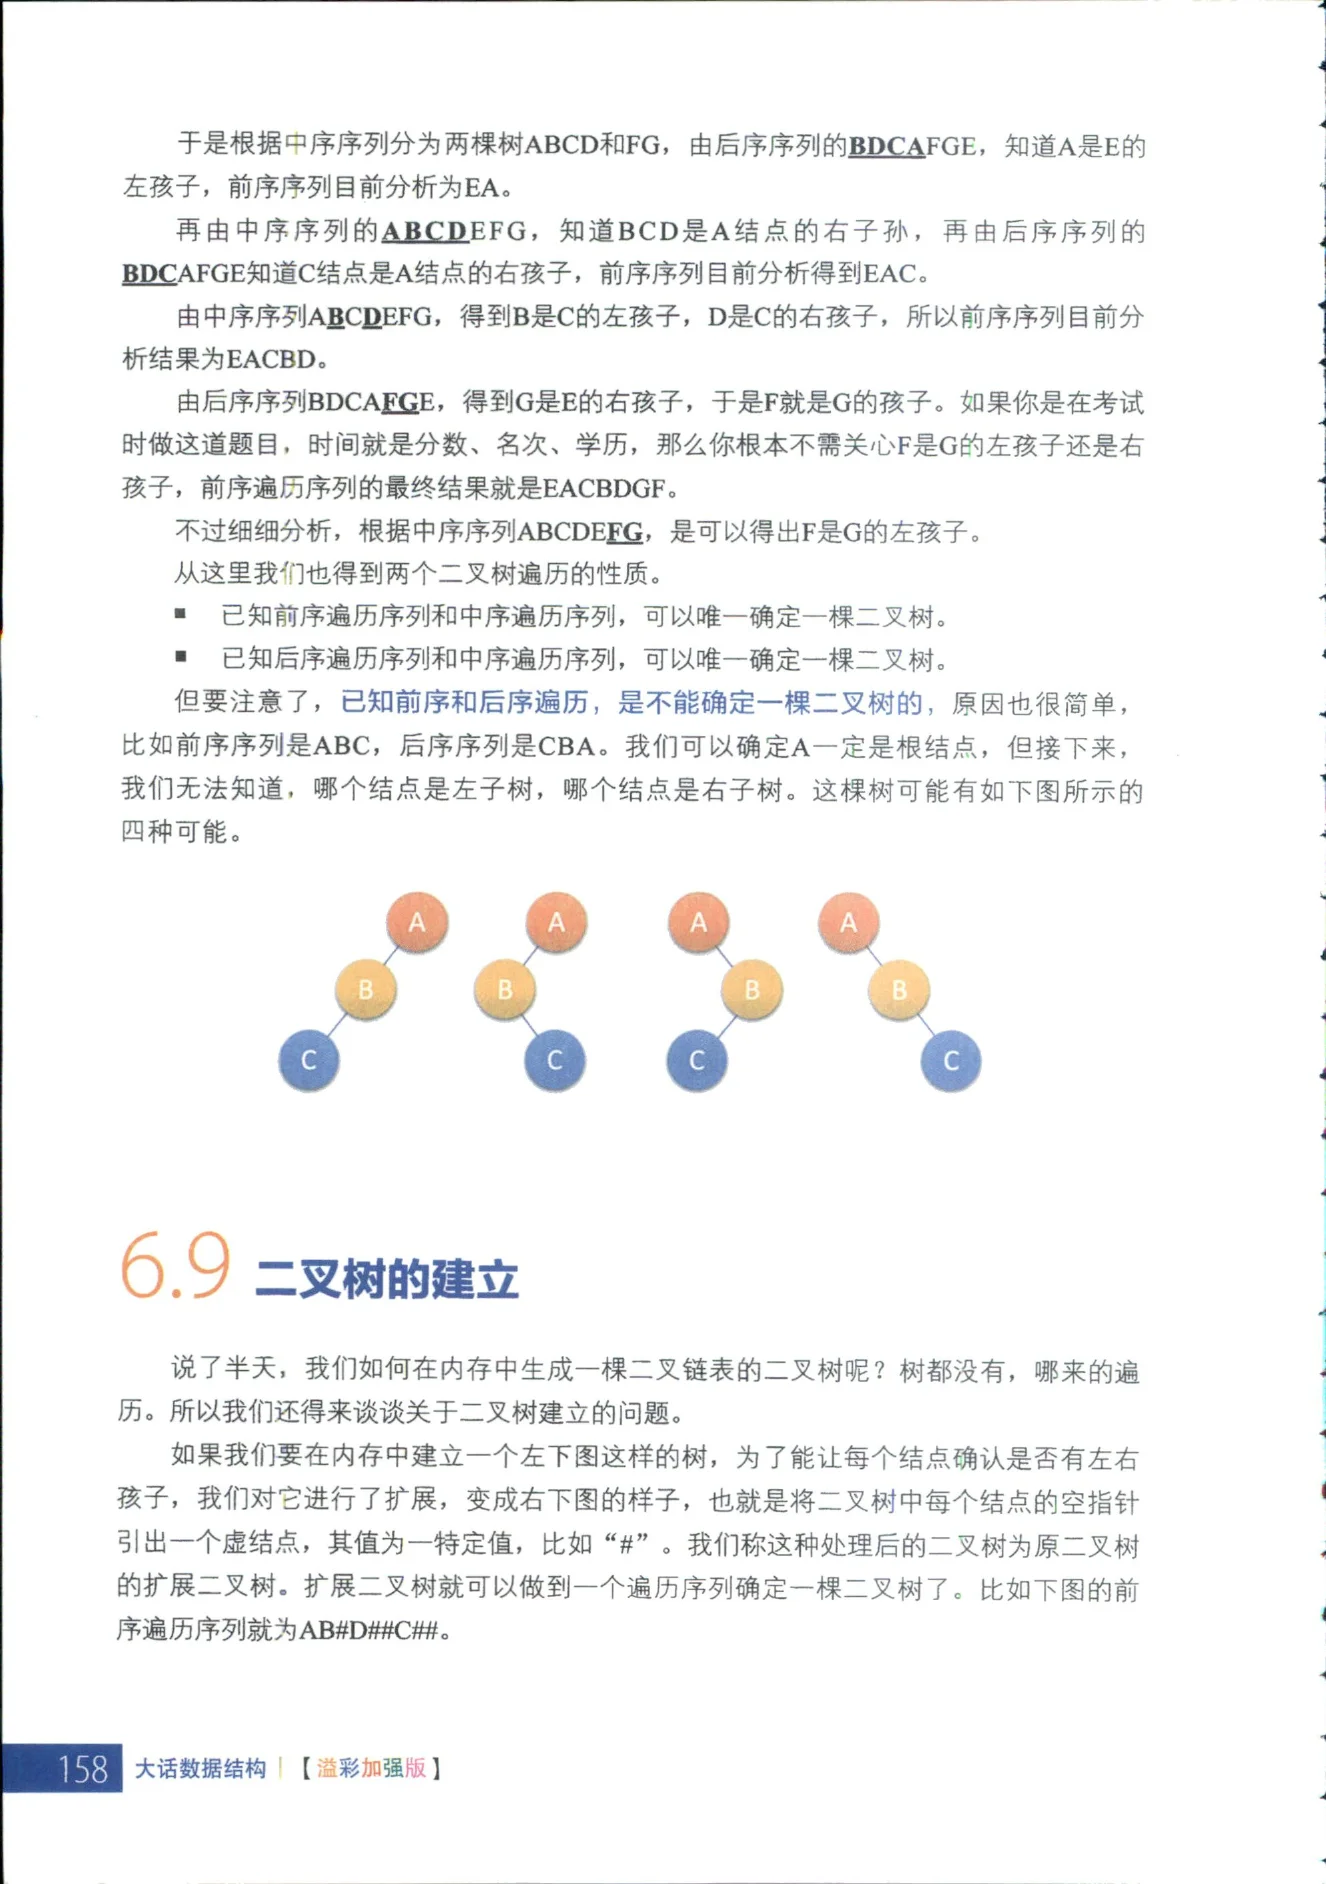 于是根据中序序列分为两棵树ABCD和FG，由后序序列的BDCAFGE，知道A是E的
左孩子，前序序列目前分析为EA。
再由中序序列的ABCDEFG，知道BCD是A结点的右子孙，再由后序序列的
BDCAFGE知道C结点是A结点的右孩子，前序序列目前分析得到EAC。
由中序序列ABCDEFG，得到B是C的左孩子，D是C的右孩子，所以前序序列目前分
析结果为EACBD。
由后序序列BDCAFGE，得到G是E的右孩子，于是F就是G的孩子。如果你是在考试
时做这道题目，时间就是分数、名次、学历，那么你根本不需关心F是G的左孩子还是右
孩子，前序遍历序列的最终结果就是EACBDGF。
不过细细分析，根据中序序列ABCDEFG，是可以得出F是G的左孩子。
从这里我们也得到两个二叉树遍历的性质。
■ 已知前序遍历序列和中序遍历序列，可以唯一确定一棵二叉树。
■ 已知后序遍历序列和中序遍历序列，可以唯一确定一棵二叉树。
但要注意了，已知前序和后序遍历，是不能确定一棵二叉树的，原因也很简单，
比如前序序列是ABC，后序序列是CBA。我们可以确定A一定是根结点，但接下来，
我们无法知道，哪个结点是左子树，哪个结点是右子树。这棵树可能有如下图所示的
四种可能。
A A A A
B B B B
C C C C
6.9 二叉树的建立
说了半天，我们如何在内存中生成一棵二叉链表的二叉树呢？树都没有，哪来的遍
历。所以我们还得来谈谈关于二叉树建立的问题。
如果我们要在内存中建立一个左下图这样的树，为了能让每个结点确认是否有左右
孩子，我们对它进行了扩展，变成右下图的样子，也就是将二叉树中每个结点的空指针
引出一个虚结点，其值为一特定值，比如“#”。我们称这种处理后的二叉树为原二叉树
的扩展二叉树。扩展二叉树就可以做到一个遍历序列确定一棵二叉树了。比如下图的前
序遍历序列就为AB#D##C##。
158 大话数据结构 | 【溢彩加强版】